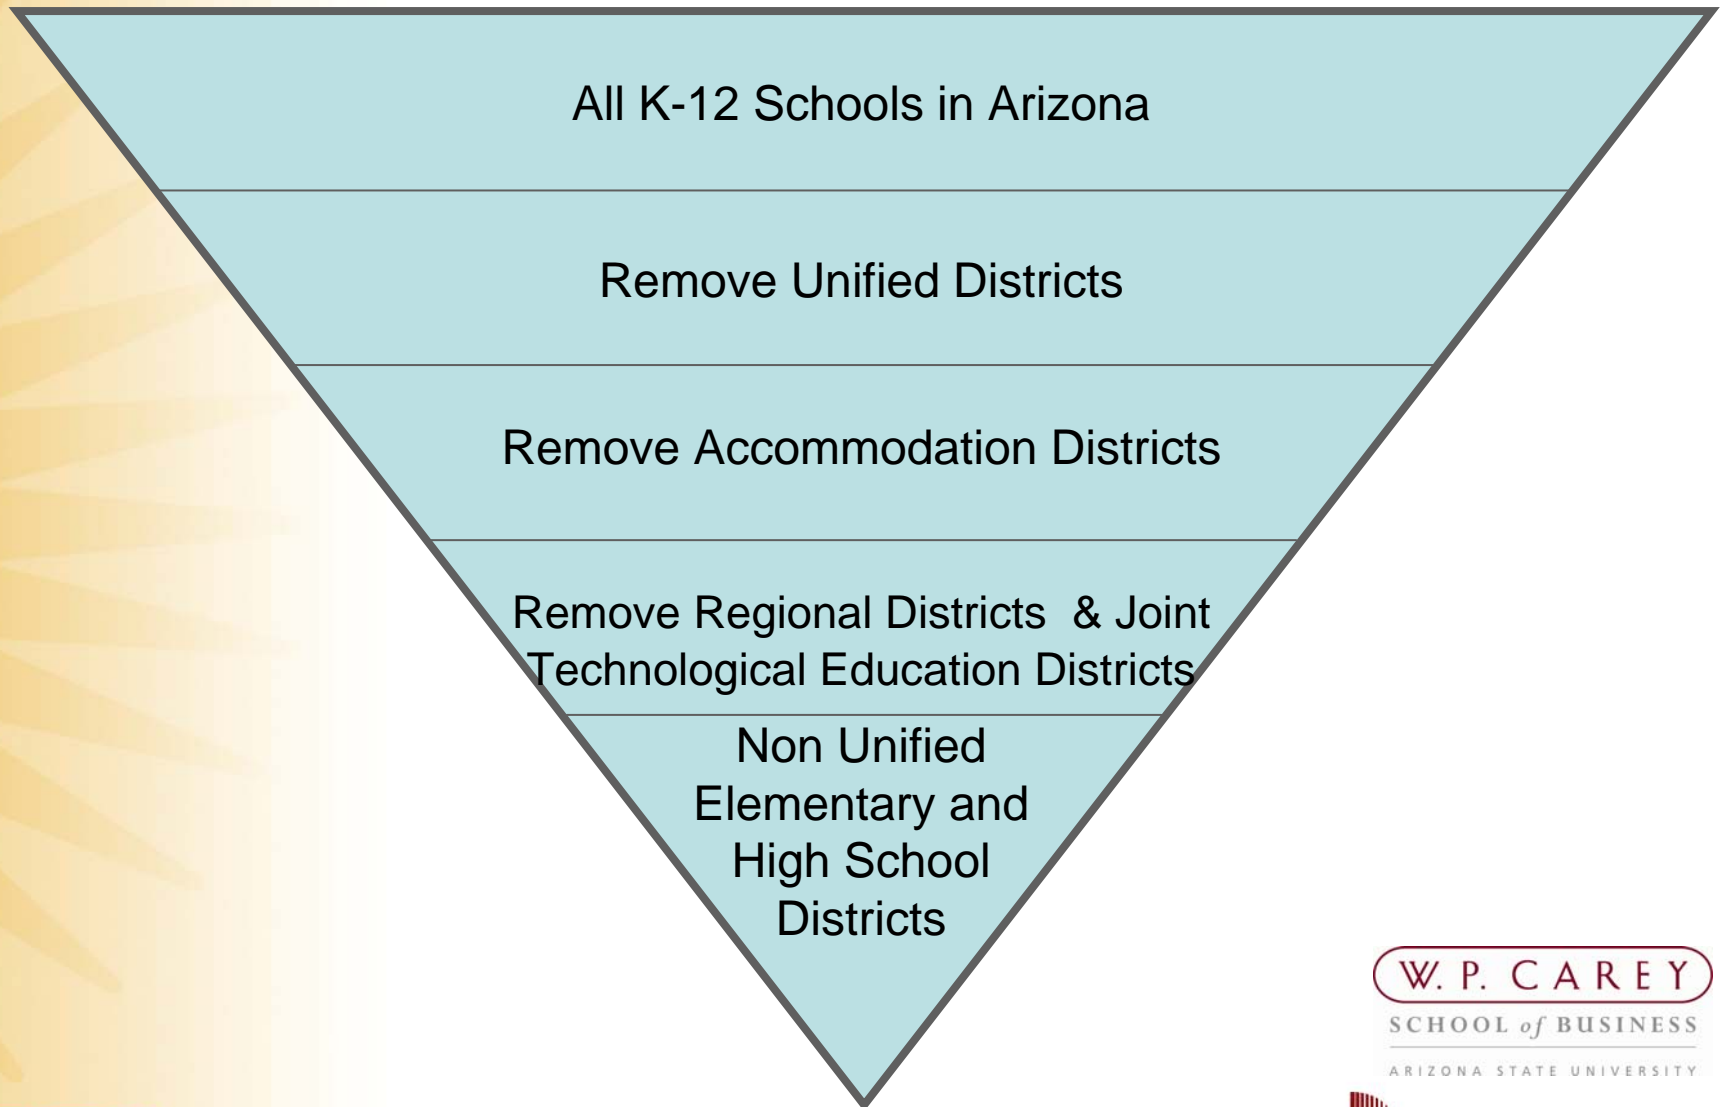 All K-12 Schools in Arizona
Remove Unified Districts
Remove Accommodation Districts
Remove Regional Districts  & Joint
Technological Education Districts
Non Unified
Elementary and
High School
Districts
W. P. CAREY
SCHOOL of BUSINESS
ARIZONA STATE UNIVERSITY